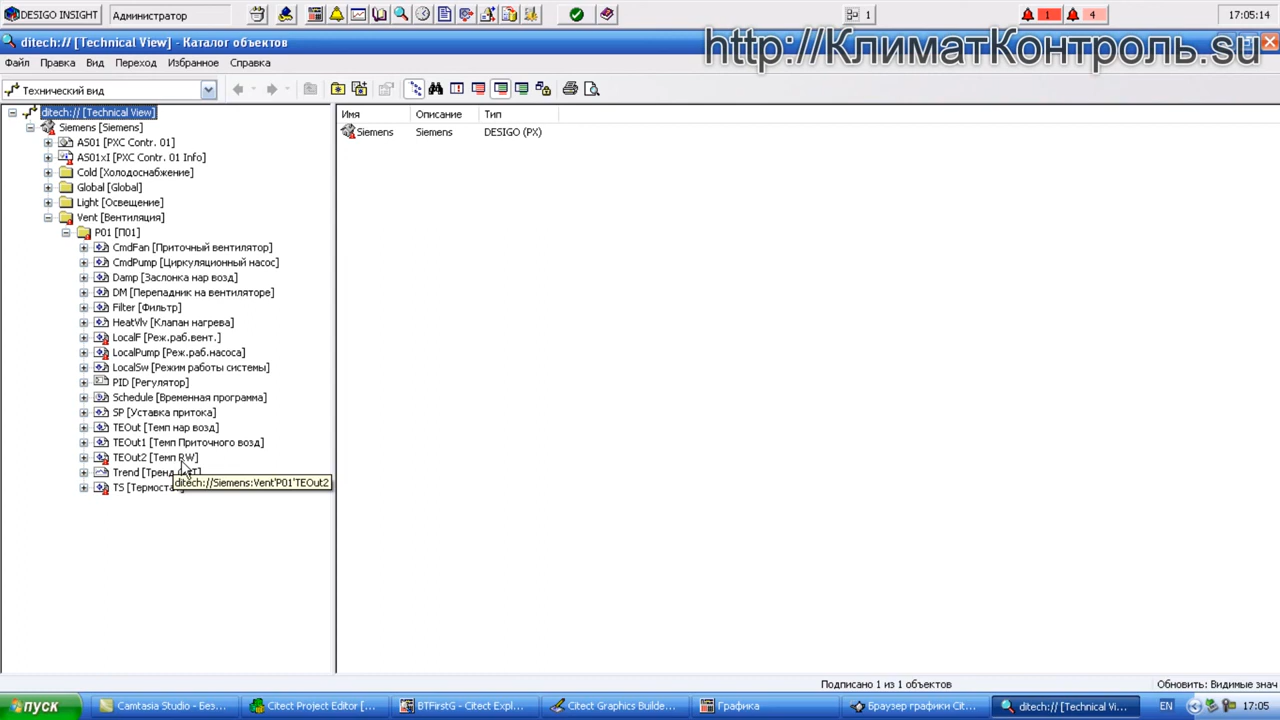 DESIGO INSIGHT
Администратор
1
1
4
17:05:14
ditech:// [Technical View] - Каталог объектов
http://КлиматКонтроль.su
Файл Правка Вид Переход Избранное Справка
Технический вид
ditech:// [Technical View]
Siemens [Siemens]
AS01 [PXC Contr. 01]
AS01xI [PXC Contr. 01 Info]
Cold [Холодоснабжение]
Global [Global]
Light [Освещение]
Vent [Вентиляция]
P01 [П01]
CmdFan [Приточный вентилятор]
CmdPump [Циркуляционный насос]
Damp [Заслонка нар возд]
DM [Перепадник на вентиляторе]
Filter [Фильтр]
HeatVlv [Клапан нагрева]
LocalF [Реж.раб.вент.]
LocalPump [Реж.раб.насоса]
LocalSw [Режим работы системы]
PID [Регулятор]
Schedule [Временная программа]
SP [Уставка притока]
TEOut [Темп нар возд]
TEOut1 [Темп Приточного возд]
TEOut2 [Темп RW]
Trend [Тренд
ditech://Siemens:Vent'P01'TEOut2
TS [Термоста
Имя Описание Тип
Siemens Siemens DESIGO (PX)
Подписано 1 из 1 объектов
Обновить: Видимые знач
пуск
Camtasia Studio - Без...
Citect Project Editor [...
BTFirstG - Citect Expl...
Citect Graphics Builde...
Графика
Браузер графики Cit...
ditech:// [Technical Vi...
EN
17:05